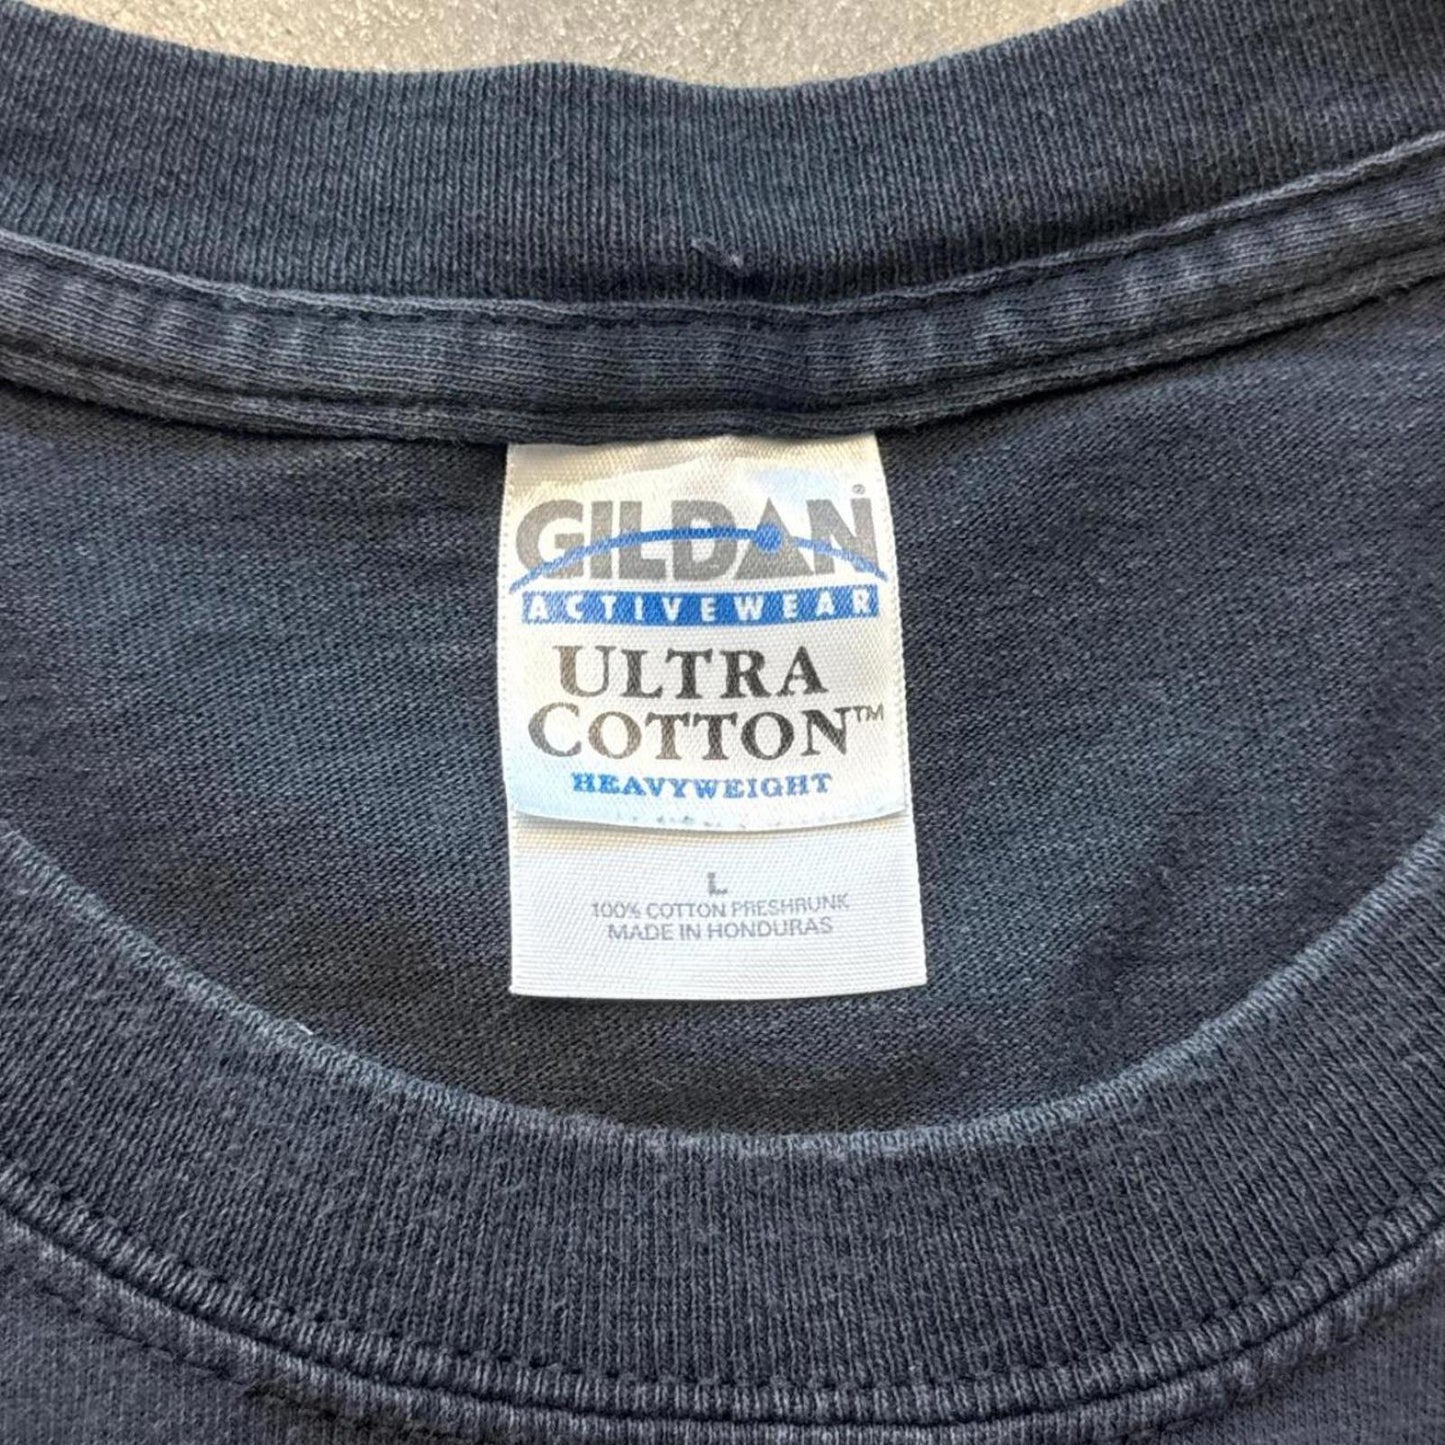 GILDAN®
ACTIVEWEAR
ULTRA
COTTON™
HEAVYWEIGHT
L
100% COTTON PRESHRUNK
MADE IN HONDURAS